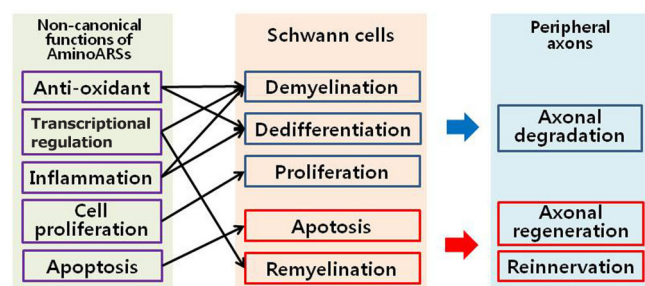 Non-canonical
functions of
AminoARSs
Anti-oxidant
Transcriptional
regulation
Inflammation
Cell
proliferation
Apoptosis
Schwann cells
Demyelination
Dedifferentiation
Proliferation
Apotosis
Remyelination
Peripheral
axons
Axonal
degradation
Axonal
regeneration
Reinnervation